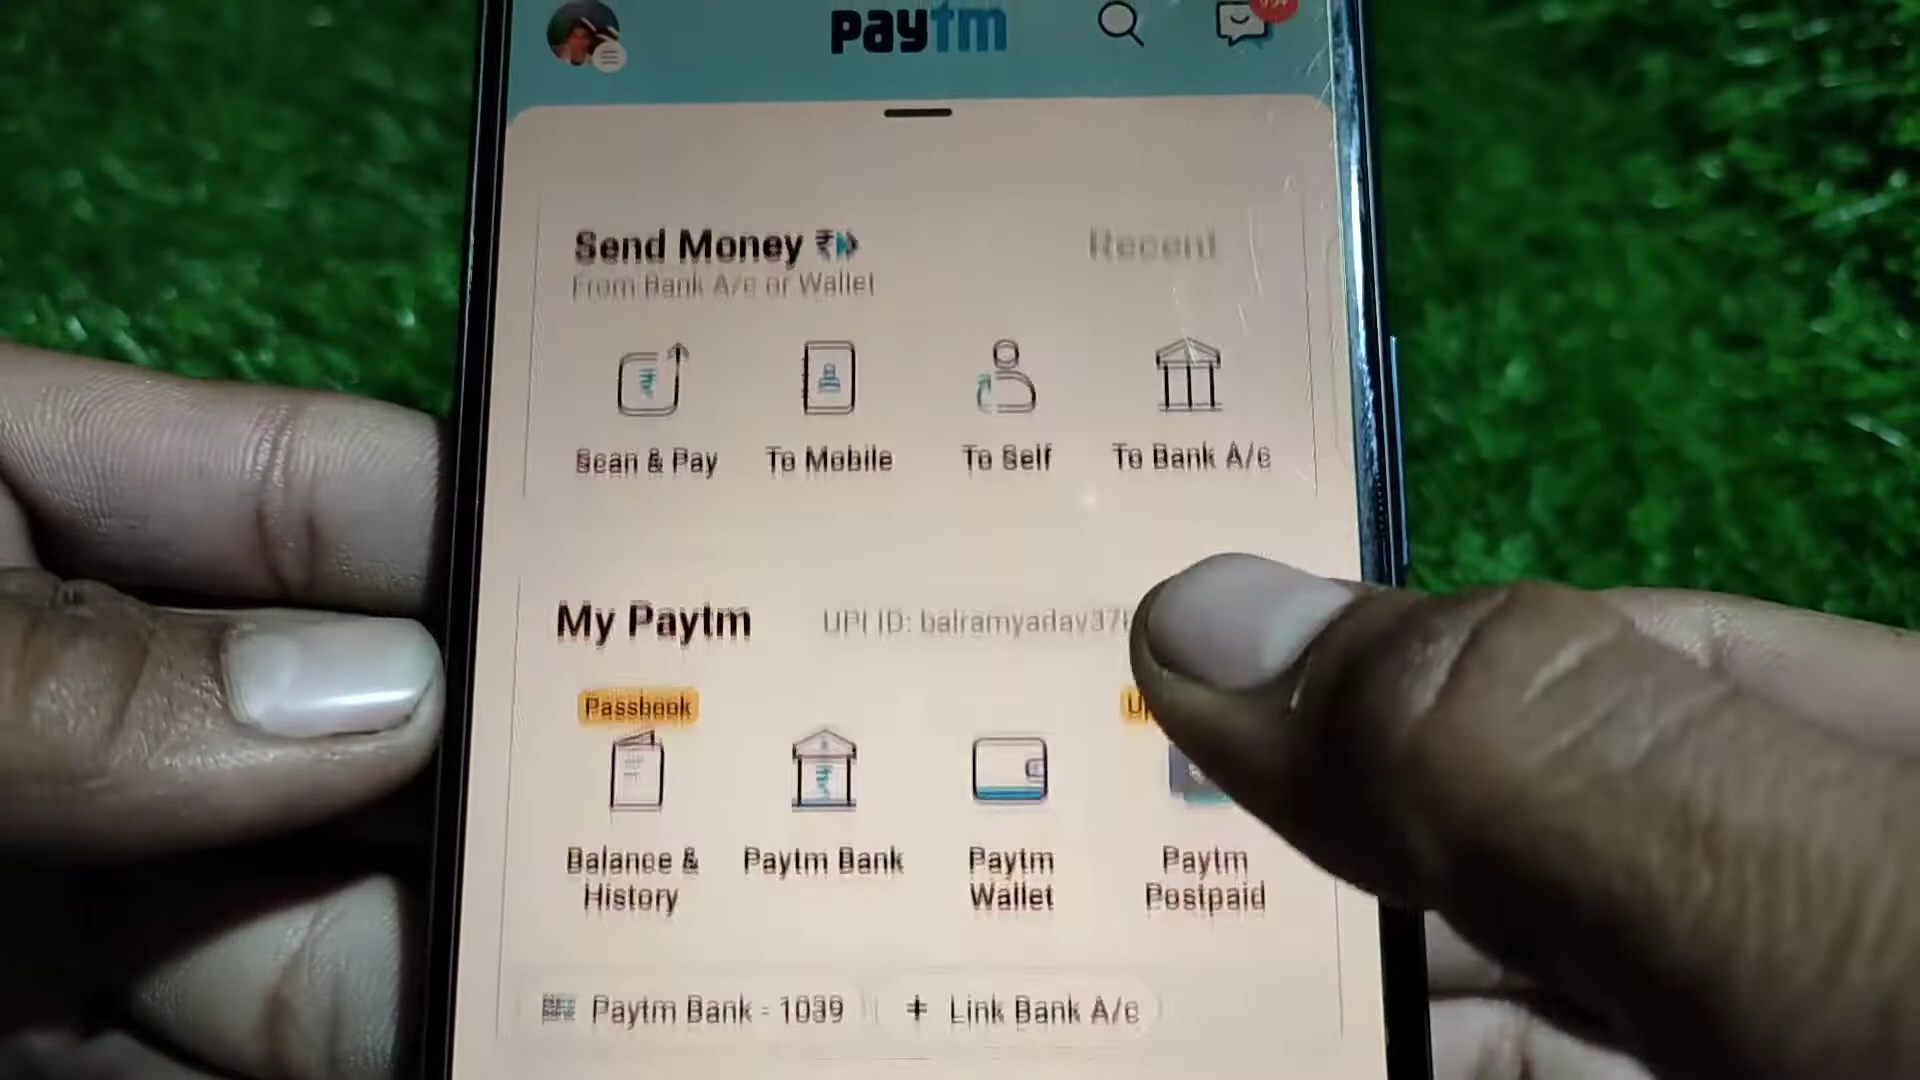 paytm
Send Money
Recent
From Bank A/c or Wallet
Scan & Pay
To Mobile
To Self
To Bank A/c
My Paytm
UPI ID: balramyadav37
Passbook
Balance & History
Paytm Bank
Paytm Wallet
Paytm Postpaid
Paytm Bank - 1039
+ Link Bank A/c